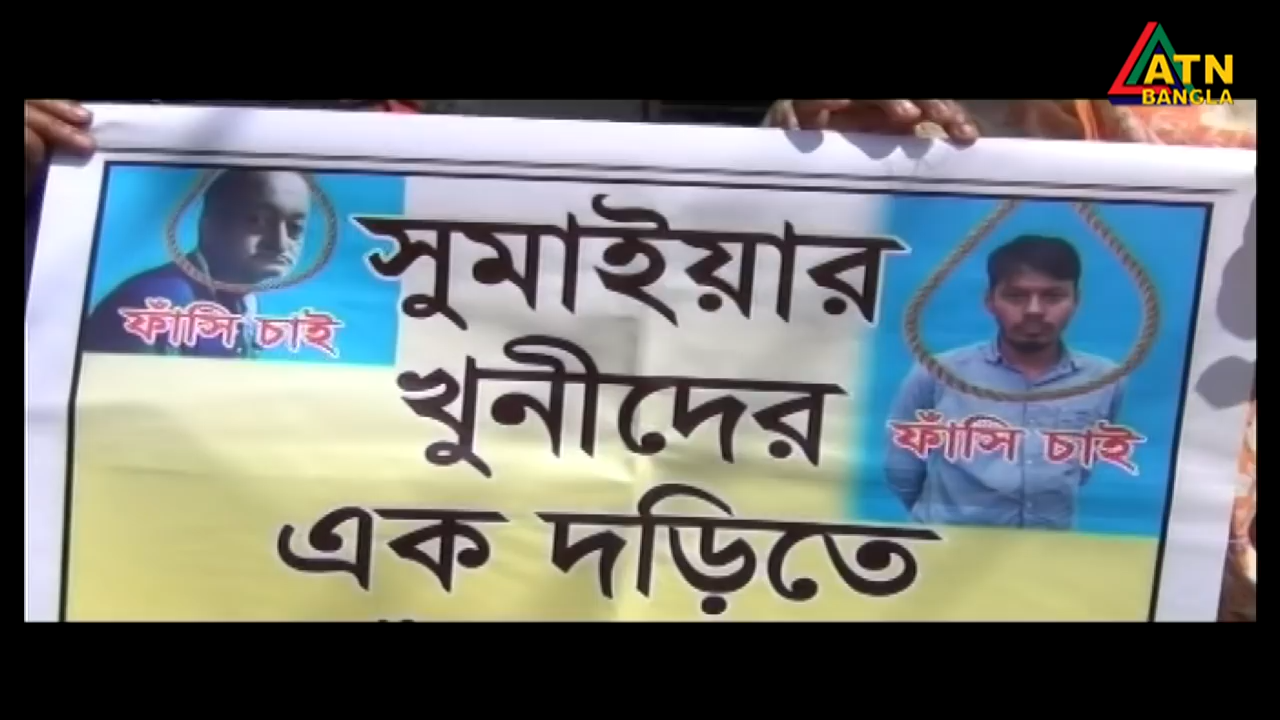 ATN
BANGLA
সুমাইয়ার
ফাঁসি চাই
খুনীদের
ফাঁসি চাই
এক দড়িতে